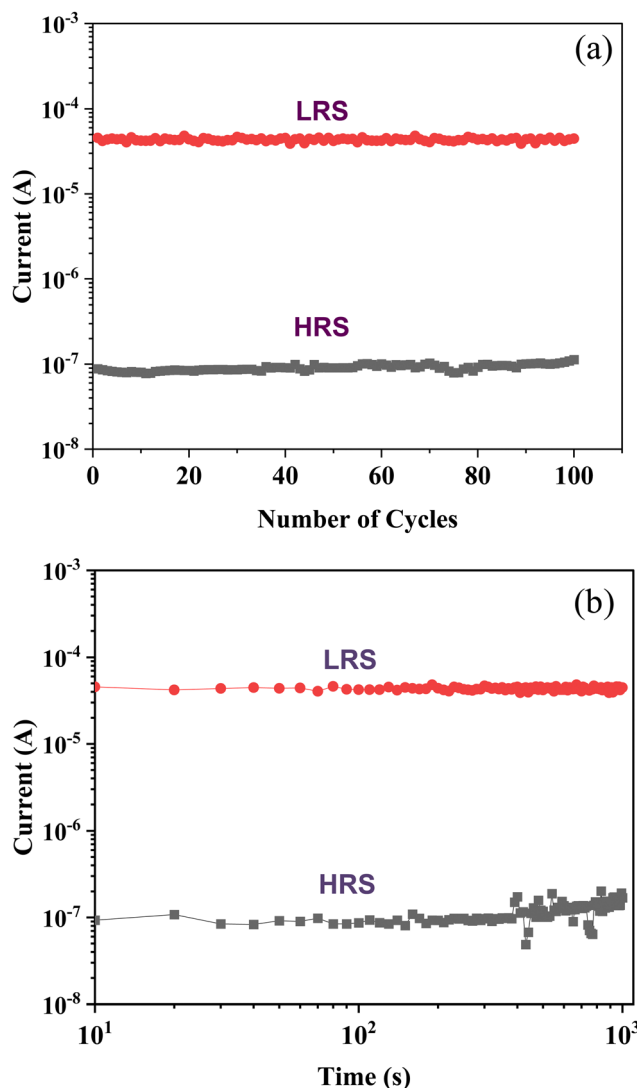 (a)
10⁻³
10⁻⁴
10⁻⁵
10⁻⁶
10⁻⁷
10⁻⁸
Current (A)
LRS
HRS
0 20 40 60 80 100
Number of Cycles
(b)
10⁻³
10⁻⁴
10⁻⁵
10⁻⁶
10⁻⁷
10⁻⁸
Current (A)
LRS
HRS
10¹ 10² 10³
Time (s)